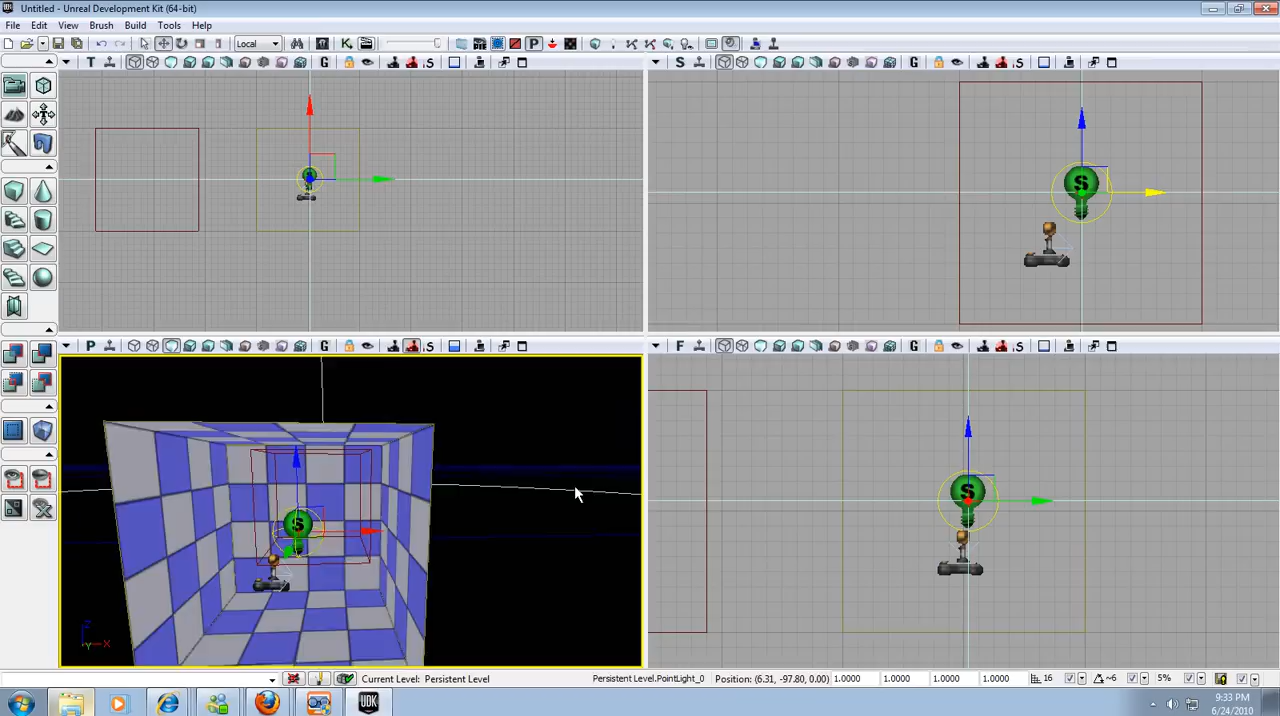 Untitled - Unreal Development Kit (64-bit)
File Edit View Brush Build Tools Help
Local
T G S
S G S
P G S
F G S
S
S
S
S
Z
Y X
Current Level: Persistent Level
Persistent Level.PointLight_0 Position: (6.31, -97.80, 0.00) 1.0000 1.0000 1.0000 1.0000 16 ~6 5%
UDK
9:33 PM
6/24/2010